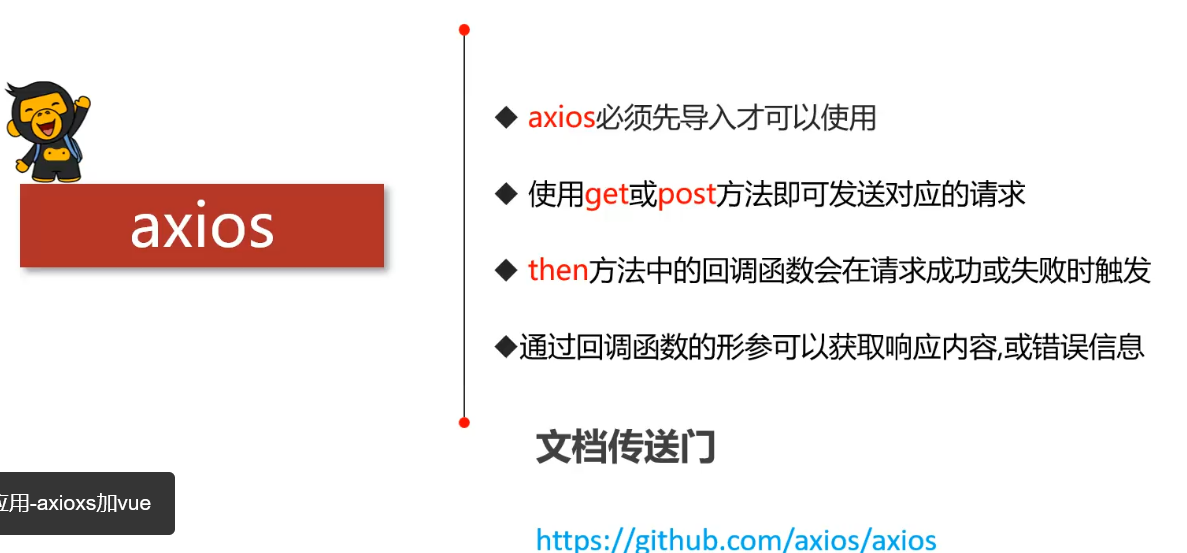 axios
◆ axios必须先导入才可以使用
◆ 使用get或post方法即可发送对应的请求
◆ then方法中的回调函数会在请求成功或失败时触发
◆通过回调函数的形参可以获取响应内容,或错误信息
文档传送门
https://github.com/axios/axios
应用-axioxs加vue